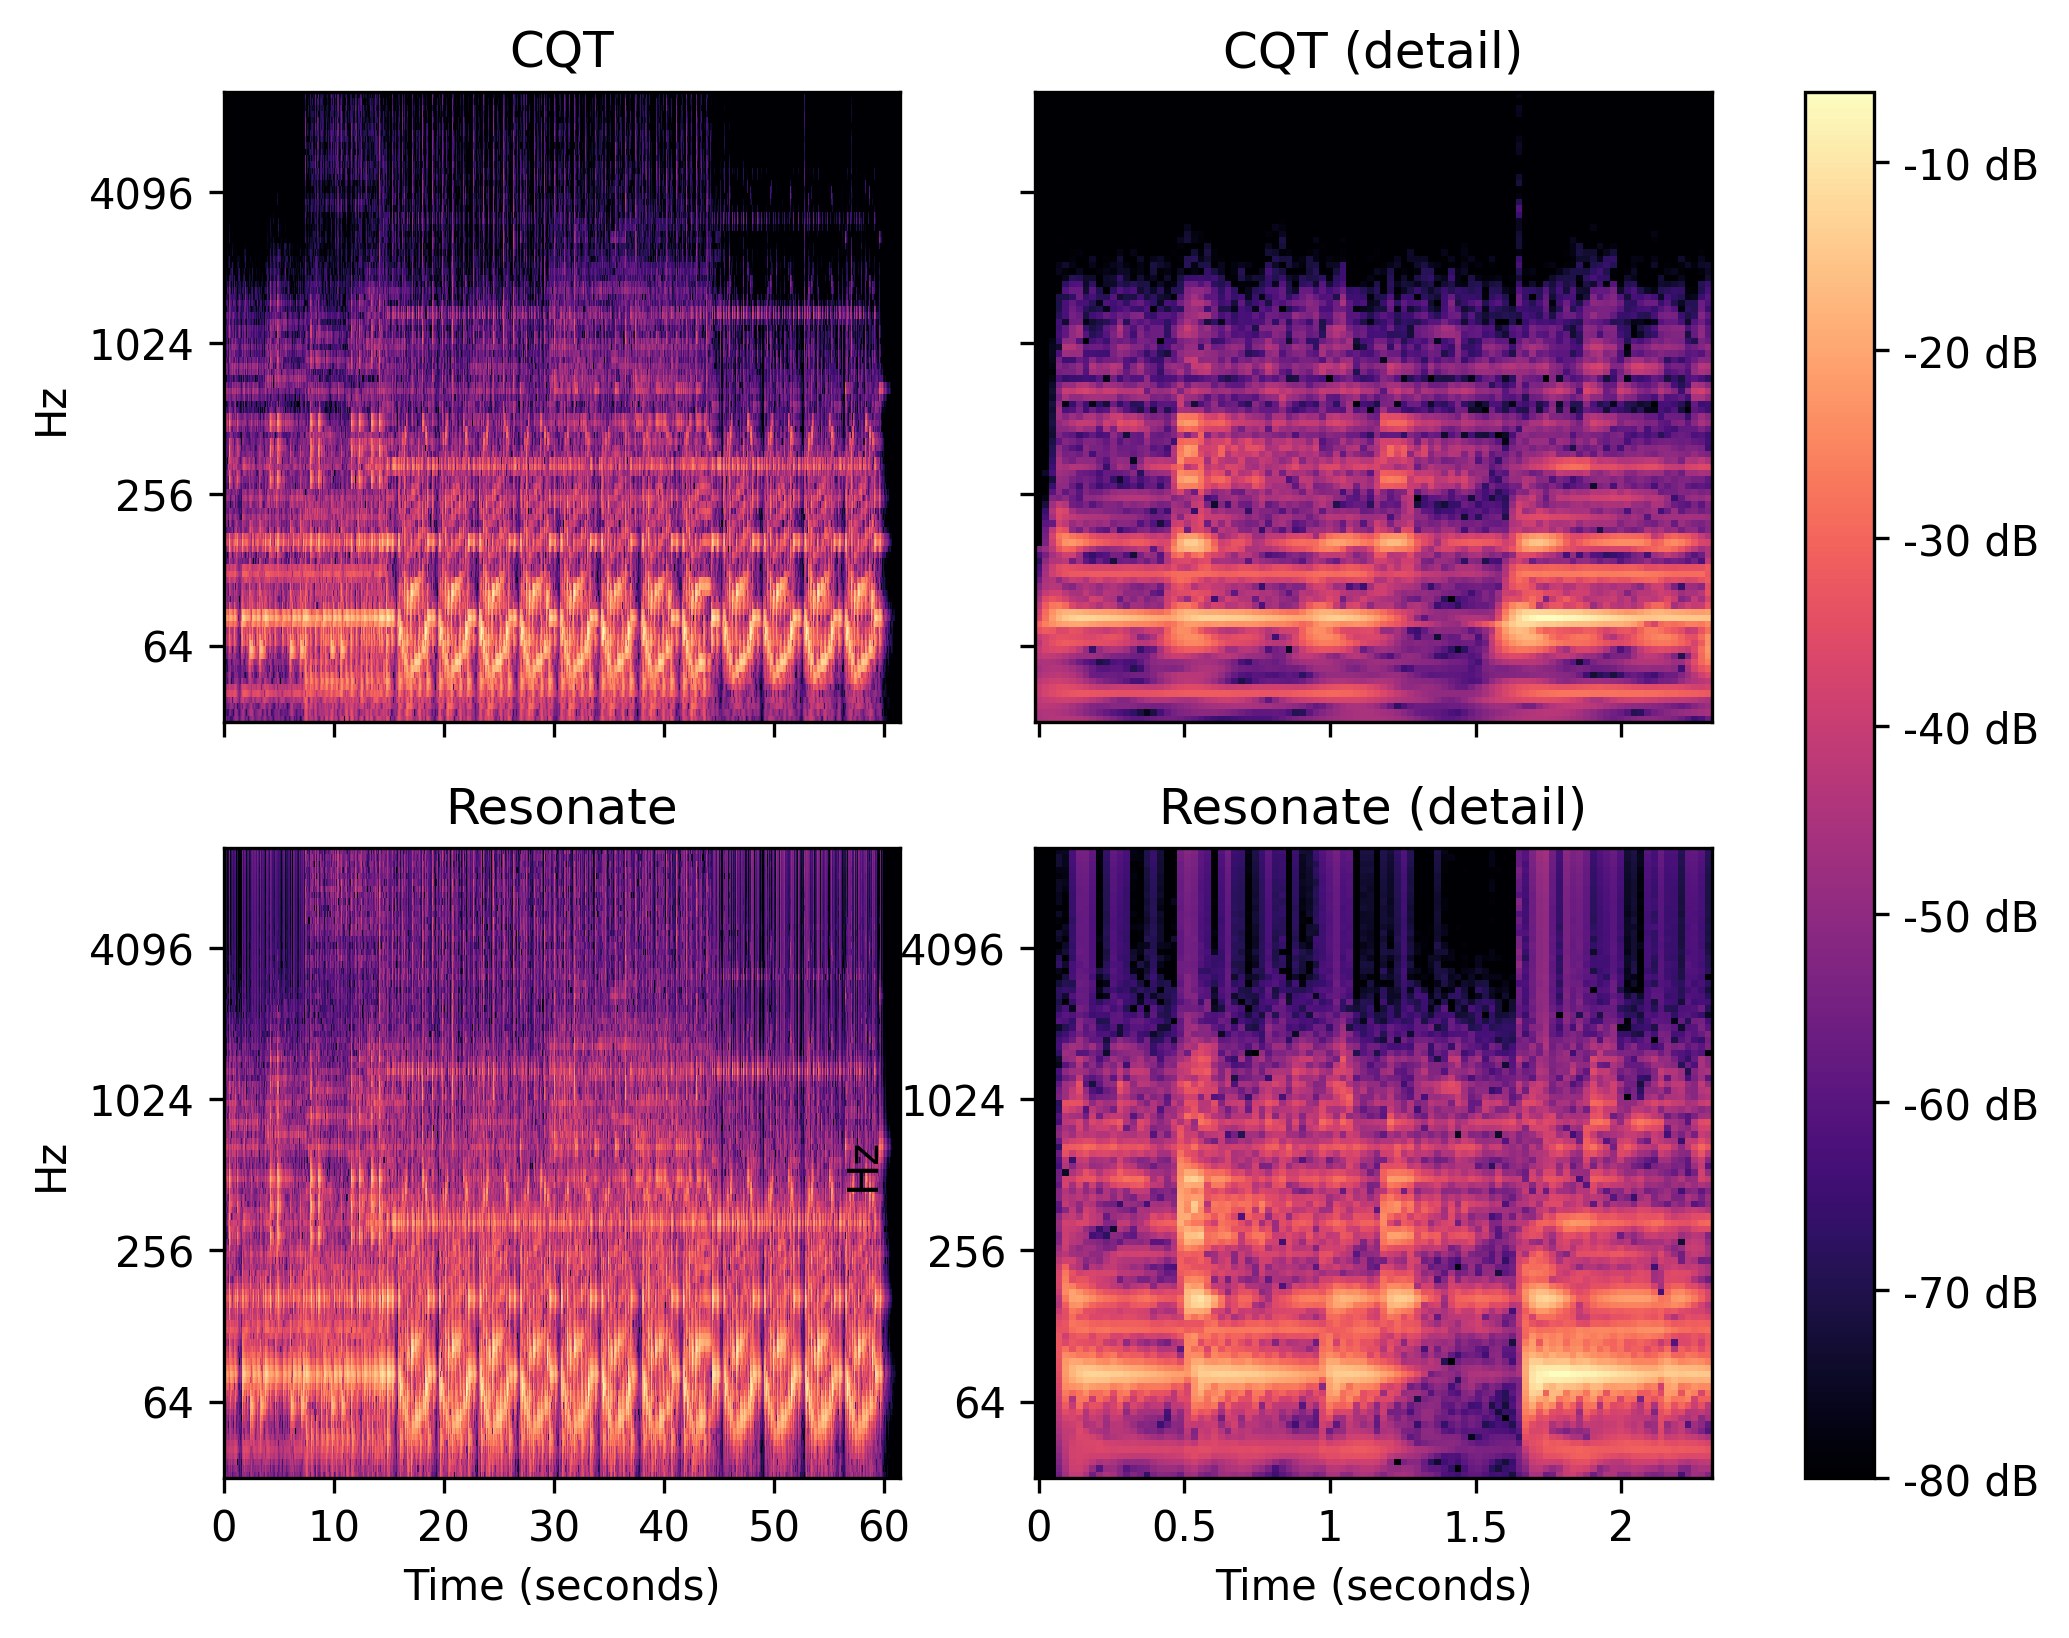 CQT
CQT (detail)
4096
1024
256
64
Hz
Resonate
Resonate (detail)
4096
1024
256
64
Hz
0 10 20 30 40 50 60
Time (seconds)
4096
1024
256
64
Hz
0 0.5 1 1.5 2
Time (seconds)
-10 dB
-20 dB
-30 dB
-40 dB
-50 dB
-60 dB
-70 dB
-80 dB